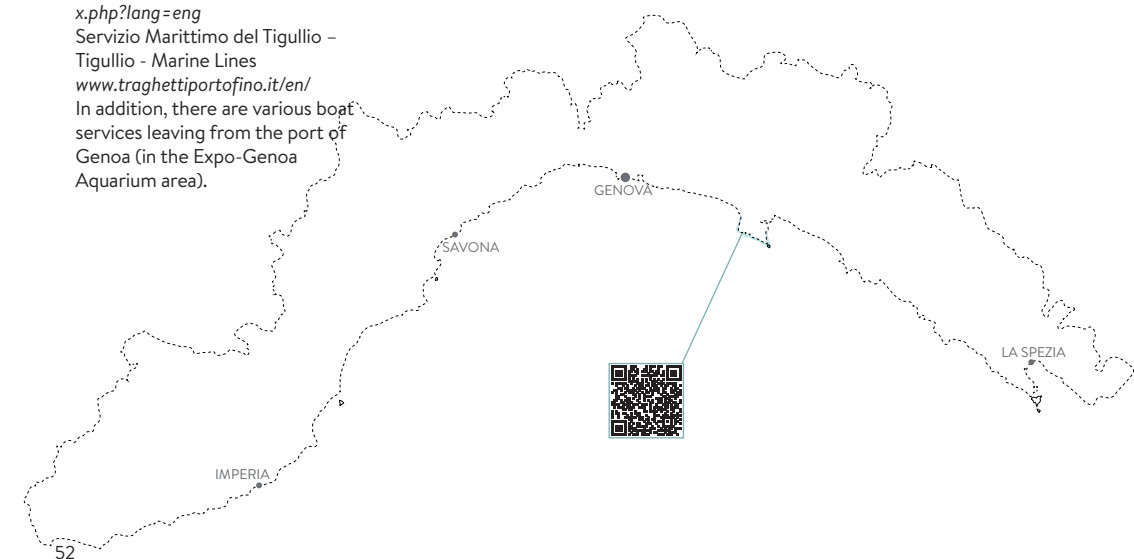 x.php?lang=eng
Servizio Marittimo del Tigullio –
Tigullio - Marine Lines
www.traghettiportofino.it/en/
In addition, there are various boat
services leaving from the port of
Genoa (in the Expo-Genoa
Aquarium area).
GENOVA
SAVONA
LA SPEZIA
IMPERIA
52